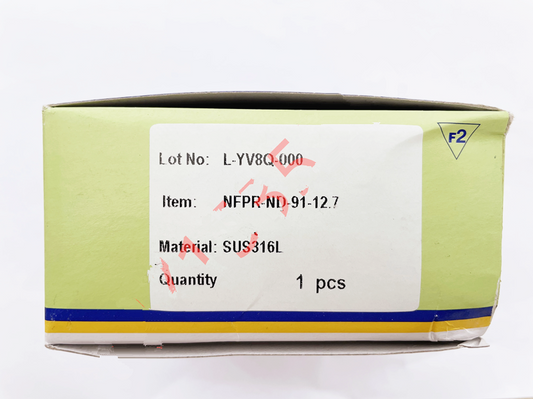 F2
Lot No: L-YV8Q-000
Item: NFPR-ND-91-12.7
Material: SUS316L
Quantity 1 pcs